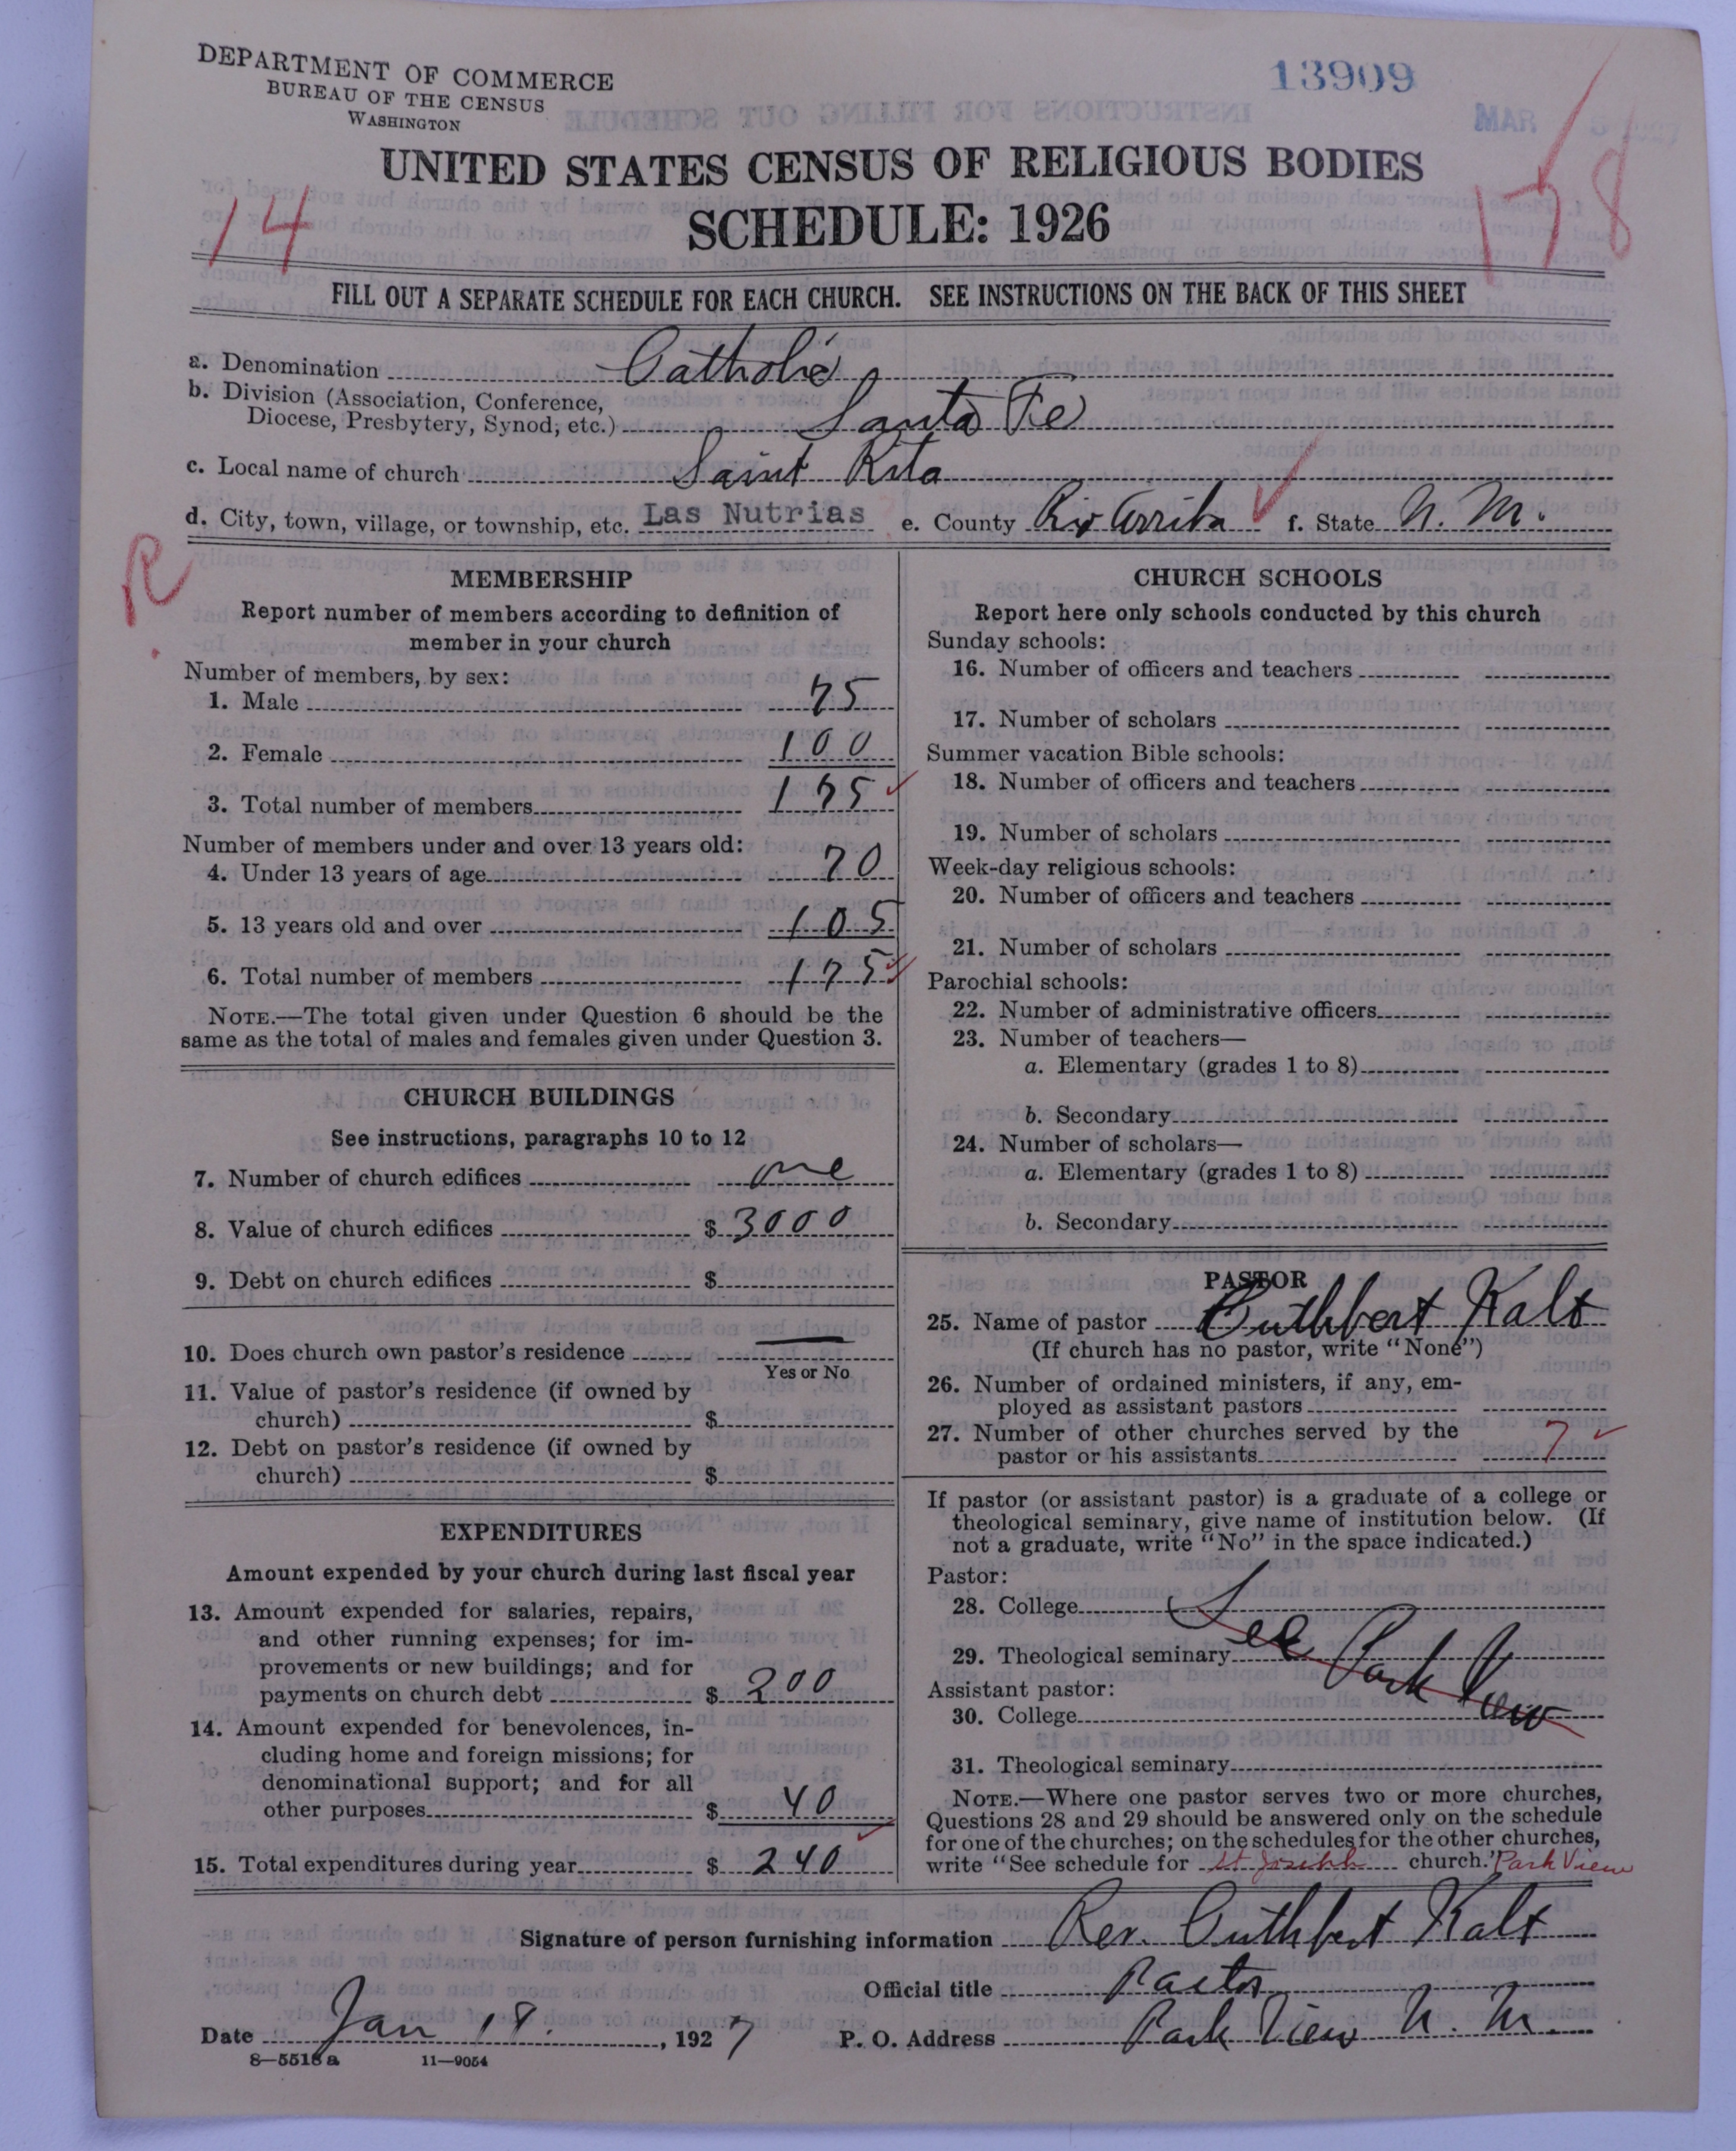 DEPARTMENT OF COMMERCE
BUREAU OF THE CENSUS
WASHINGTON
13909
MAR
UNITED STATES CENSUS OF RELIGIOUS BODIES
SCHEDULE: 1926
14
178
FILL OUT A SEPARATE SCHEDULE FOR EACH CHURCH. SEE INSTRUCTIONS ON THE BACK OF THIS SHEET
a. Denomination Catholic
b. Division (Association, Conference,
Diocese, Presbytery, Synod, etc.) Santa Fe
c. Local name of church Saint Rita
d. City, town, village, or township, etc. Las Nutrias e. County Rio Arriba f. State N. M.
R
MEMBERSHIP
Report number of members according to definition of
member in your church
Number of members, by sex:
1. Male 75
2. Female 100
3. Total number of members 175
Number of members under and over 13 years old:
4. Under 13 years of age 70
5. 13 years old and over 105
6. Total number of members 175
NOTE.—The total given under Question 6 should be the
same as the total of males and females given under Question 3.
CHURCH BUILDINGS
See instructions, paragraphs 10 to 12
7. Number of church edifices one
8. Value of church edifices $ 3000
9. Debt on church edifices $
10. Does church own pastor's residence —
Yes or No
11. Value of pastor's residence (if owned by
church) $
12. Debt on pastor's residence (if owned by
church) $
EXPENDITURES
Amount expended by your church during last fiscal year
13. Amount expended for salaries, repairs,
and other running expenses; for im-
provements or new buildings; and for
payments on church debt $ 200
14. Amount expended for benevolences, in-
cluding home and foreign missions; for
denominational support; and for all
other purposes $ 40
15. Total expenditures during year $ 240
CHURCH SCHOOLS
Report here only schools conducted by this church
Sunday schools:
16. Number of officers and teachers
17. Number of scholars
Summer vacation Bible schools:
18. Number of officers and teachers
19. Number of scholars
Week-day religious schools:
20. Number of officers and teachers
21. Number of scholars
Parochial schools:
22. Number of administrative officers
23. Number of teachers—
a. Elementary (grades 1 to 8)
b. Secondary
24. Number of scholars—
a. Elementary (grades 1 to 8)
b. Secondary
PASTOR
25. Name of pastor Cuthbert Kalt
(If church has no pastor, write "None")
26. Number of ordained ministers, if any, em-
ployed as assistant pastors
27. Number of other churches served by the
pastor or his assistants 7
If pastor (or assistant pastor) is a graduate of a college or
theological seminary, give name of institution below. (If
not a graduate, write "No" in the space indicated.)
Pastor:
28. College
29. Theological seminary See Park View
Assistant pastor:
30. College
31. Theological seminary
NOTE.—Where one pastor serves two or more churches,
Questions 28 and 29 should be answered only on the schedule
for one of the churches; on the schedules for the other churches,
write "See schedule for St Joseph church." Park View
Signature of person furnishing information Rev. Cuthbert Kalt
Official title Pastor
Date Jan 18. , 1927 P. O. Address Park View N. M.
8—5518 a 11—9054